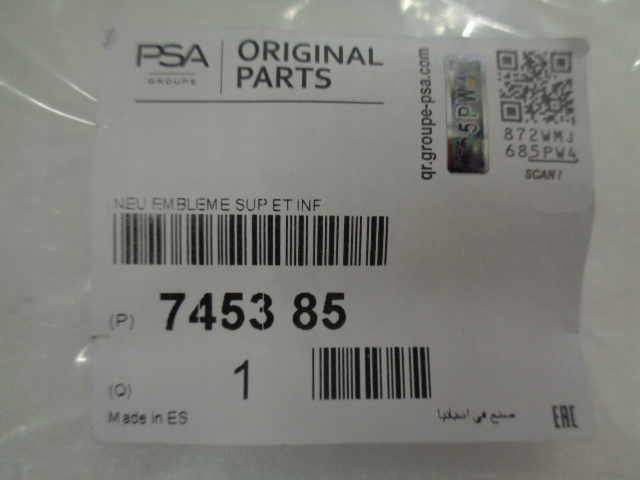 PSA
GROUPE
ORIGINAL
PARTS
qr.groupe-psa.com
5PW4
872WMJ
685PW4
SCAN!
NEU EMBLEME SUP ET INF
(P) 7453 85
(Q) 1
Made in ES
صنع في اسبانيا
EAC